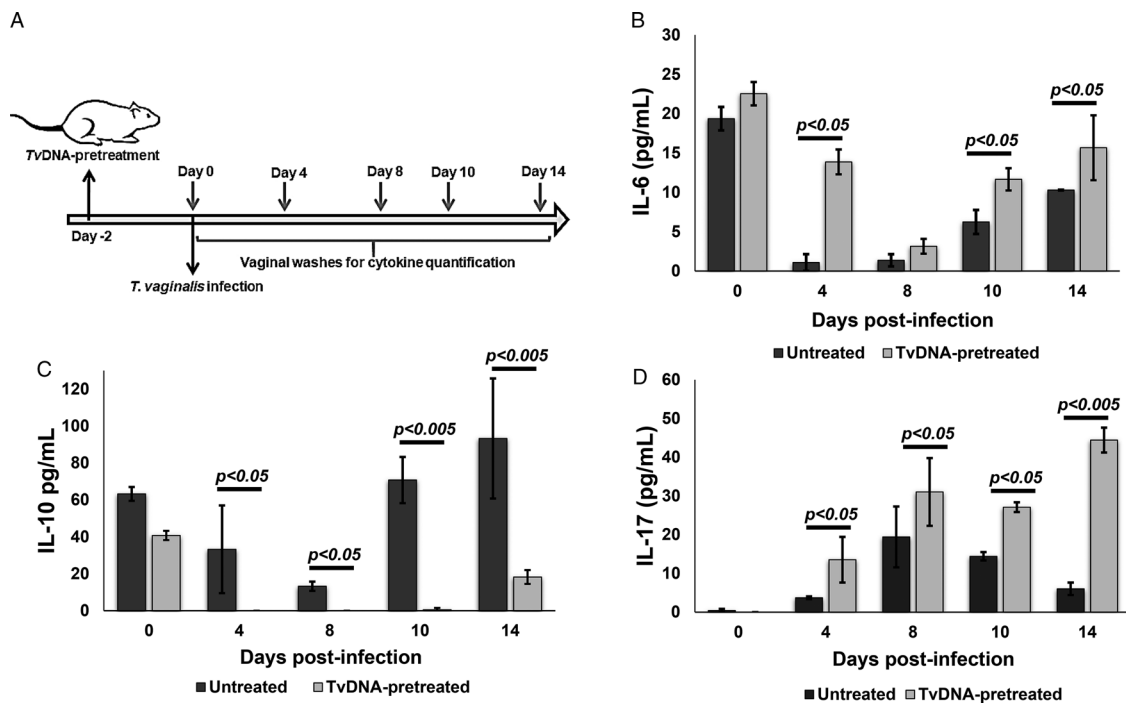 A
TvDNA-pretreatment
Day 0
Day 4
Day 8
Day 10
Day 14
Day -2
Vaginal washes for cytokine quantification
T. vaginalis infection
B
30
25
20
15
10
5
0
IL-6 (pg/mL)
p<0.05
p<0.05
p<0.05
0 4 8 10 14
Days post-infection
Untreated TvDNA-pretreated
C
120
100
80
60
40
20
0
IL-10 pg/mL
p<0.05
p<0.05
p<0.005
p<0.005
0 4 8 10 14
Days post-infection
Untreated TvDNA-pretreated
D
60
50
40
30
20
10
0
IL-17 (pg/mL)
p<0.05
p<0.05
p<0.05
p<0.005
0 4 8 10 14
Days post-infection
Untreated TvDNA-pretreated